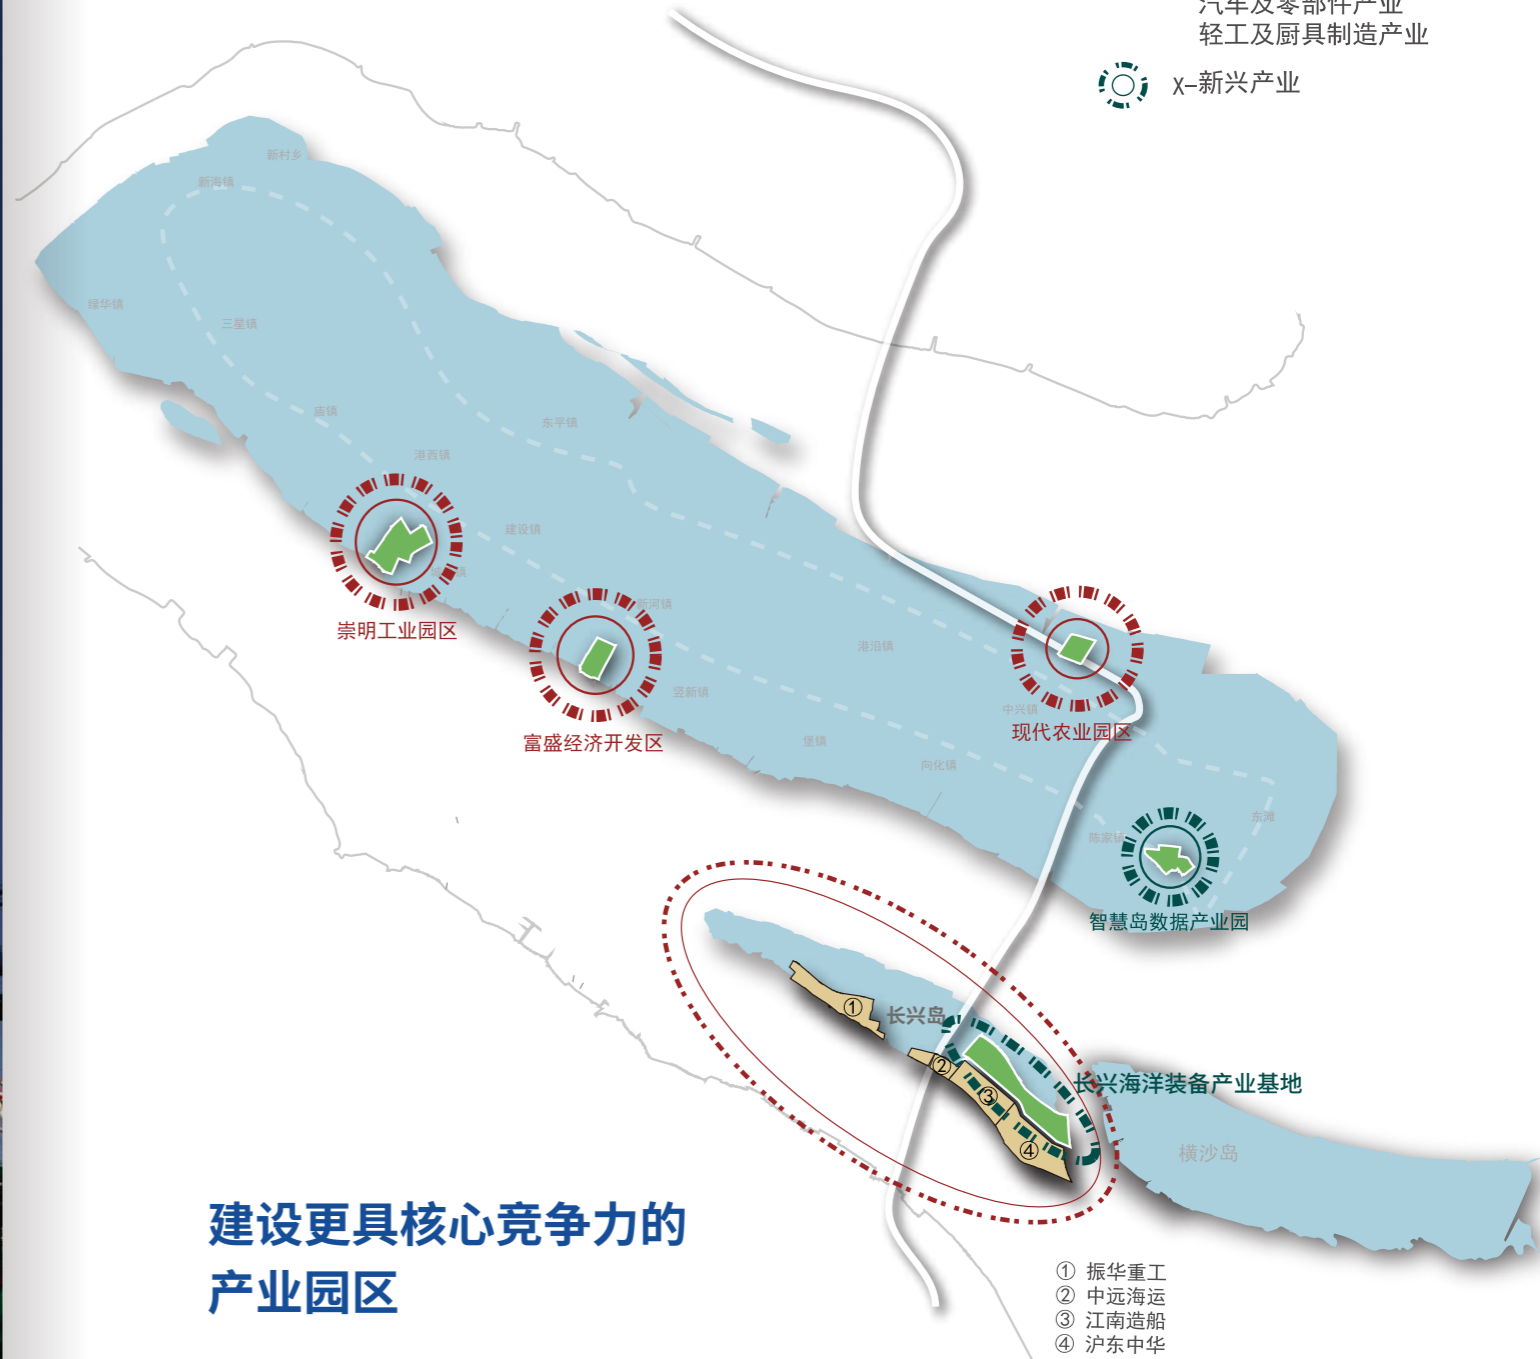 汽车及零部件产业
轻工及厨具制造产业
X-新兴产业
新村乡
新海镇
绿华镇
三星镇
庙镇
东平镇
港西镇
建设镇
镇
崇明工业园区
新河镇
富盛经济开发区
竖新镇
港沿镇
堡镇
向化镇
中兴镇
现代农业园区
陈家镇
东滩
智慧岛数据产业园
长兴岛
①
②
③
④
长兴海洋装备产业基地
横沙岛
建设更具核心竞争力的
产业园区
① 振华重工
② 中远海运
③ 江南造船
④ 沪东中华